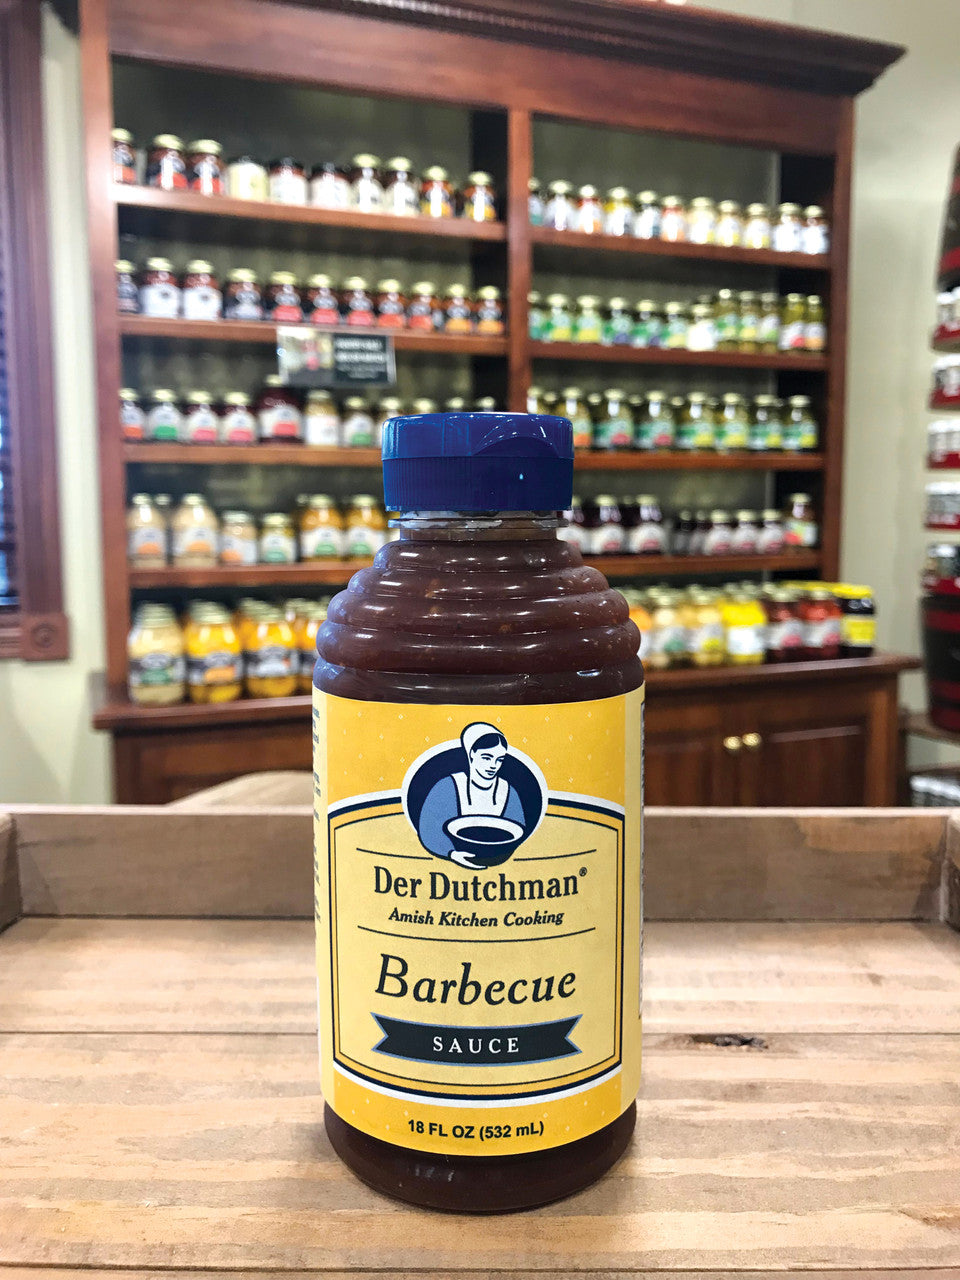 Der Dutchman®
Amish Kitchen Cooking
Barbecue
SAUCE
18 FL OZ (532 mL)